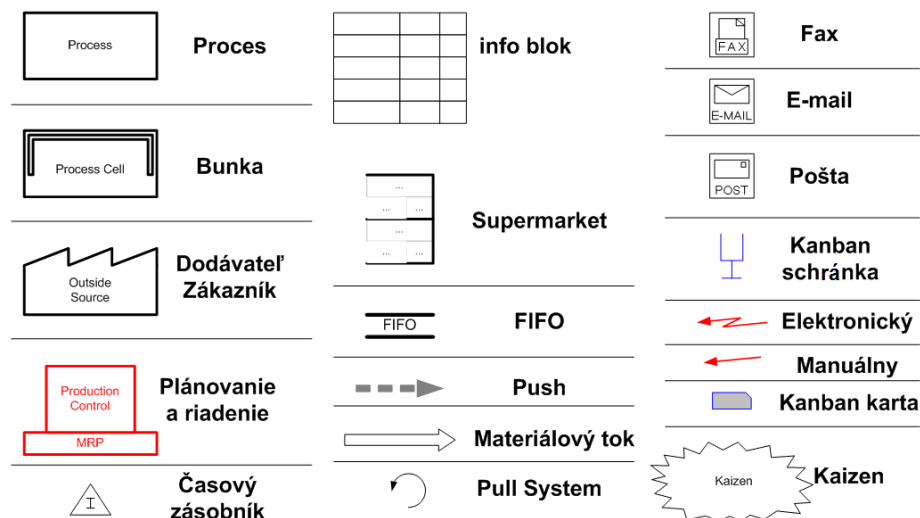 Process
Proces
Process Cell
Bunka
Outside
Source
Dodávateľ
Zákazník
Production
Control
MRP
Plánovanie
a riadenie
I
Časový
zásobník
info blok
...
... ...
...
... ...
Supermarket
FIFO
FIFO
Push
Materiálový tok
Pull System
FAX
Fax
E-MAIL
E-mail
POST
Pošta
Kanban
schránka
Elektronický
Manuálny
Kanban karta
Kaizen
Kaizen